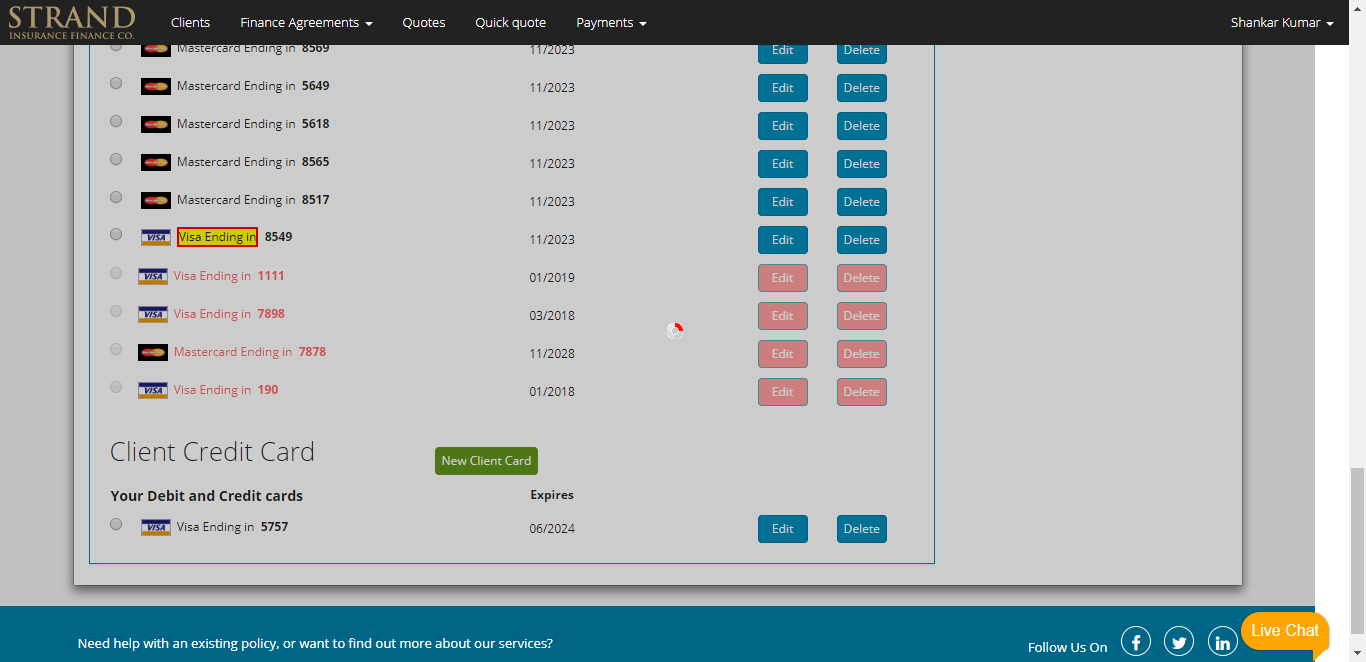 STRAND
INSURANCE FINANCE CO.
Clients Finance Agreements Quotes Quick quote Payments Shankar Kumar
Mastercard Ending in 8569 11/2023 Edit Delete
Mastercard Ending in 5649 11/2023 Edit Delete
Mastercard Ending in 5618 11/2023 Edit Delete
Mastercard Ending in 8565 11/2023 Edit Delete
Mastercard Ending in 8517 11/2023 Edit Delete
VISA Visa Ending in 8549 11/2023 Edit Delete
VISA Visa Ending in 1111 01/2019 Edit Delete
VISA Visa Ending in 7898 03/2018 Edit Delete
Mastercard Ending in 7878 11/2028 Edit Delete
VISA Visa Ending in 190 01/2018 Edit Delete
Client Credit Card New Client Card
Your Debit and Credit cards Expires
VISA Visa Ending in 5757 06/2024 Edit Delete
Need help with an existing policy, or want to find out more about our services?
Follow Us On
Live Chat